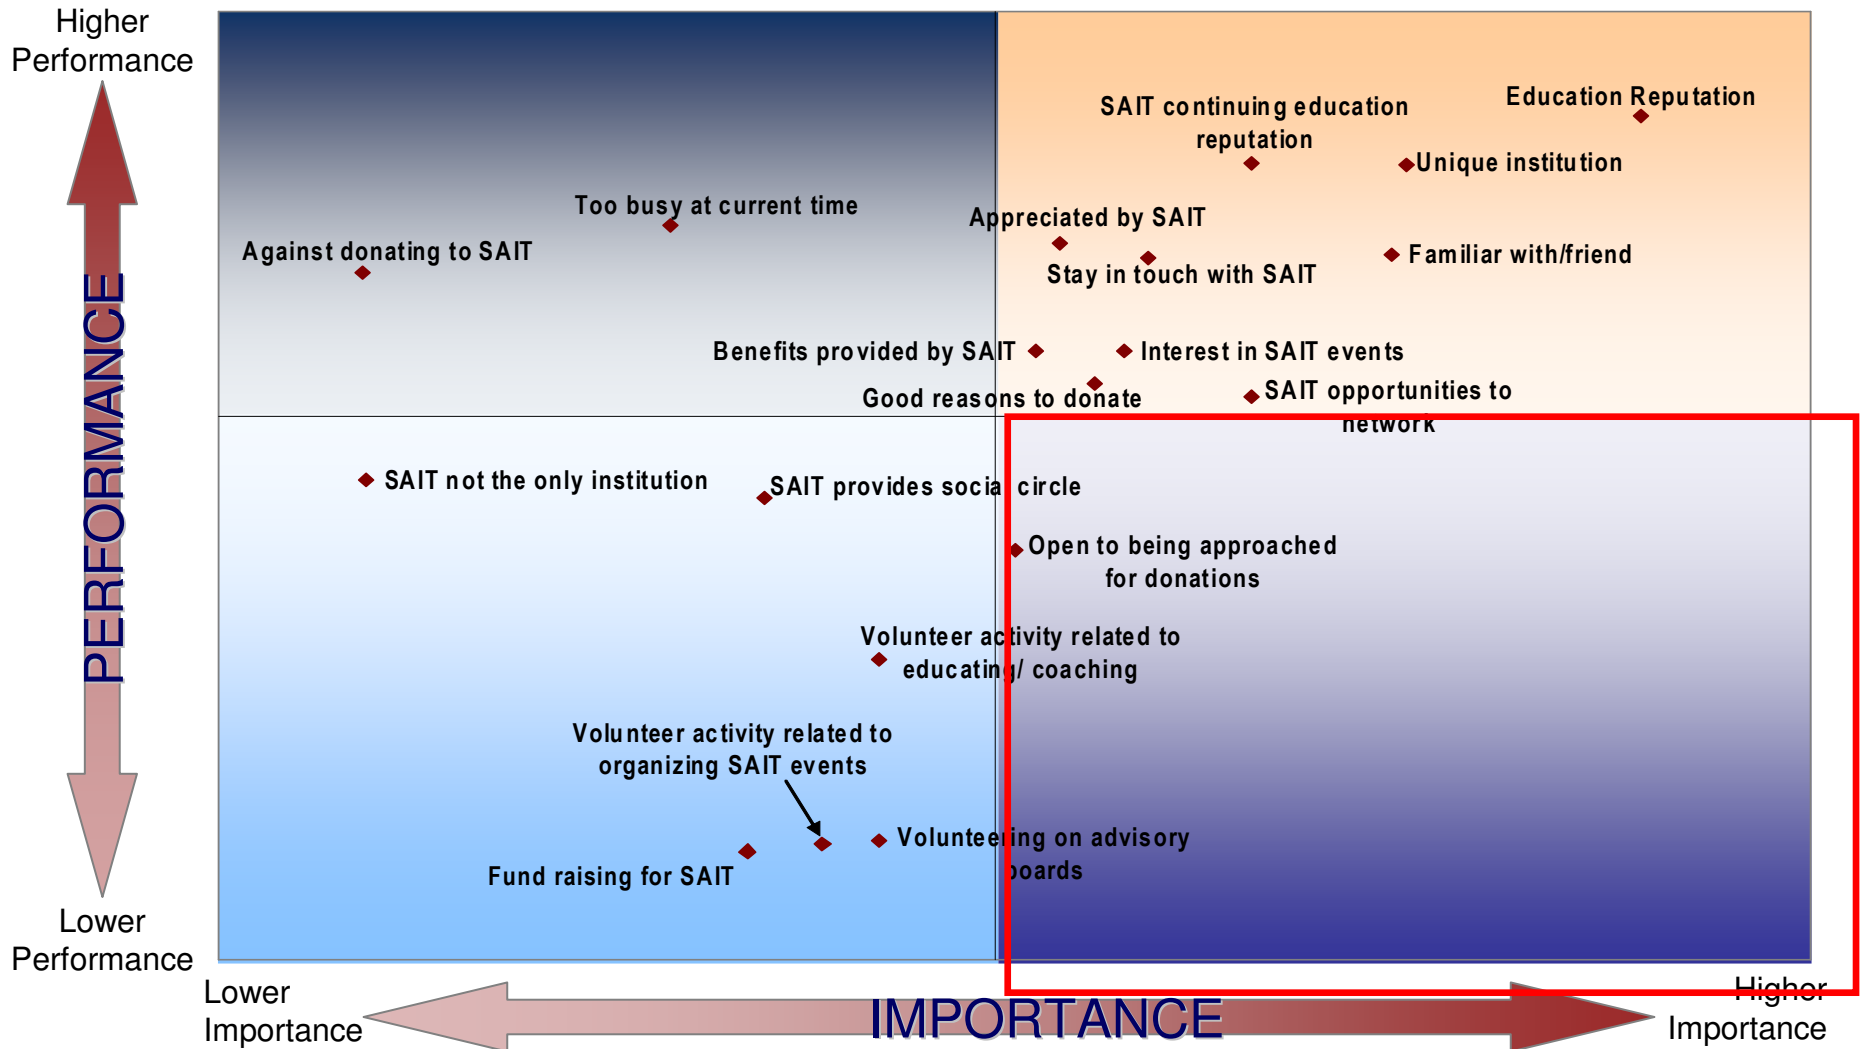 Higher
Performance
PERFORMANCE
Lower
Performance
Education Reputation
SAIT continuing education
reputation
Unique institution
Too busy at current time
Appreciated by SAIT
Against donating to SAIT
Familiar with/friend
Stay in touch with SAIT
Benefits provided by SAIT
Interest in SAIT events
Good reasons to donate
SAIT opportunities to
network
SAIT not the only institution
SAIT provides social circle
Open to being approached
for donations
Volunteer activity related to
educating/ coaching
Volunteer activity related to
organizing SAIT events
Volunteering on advisory
boards
Fund raising for SAIT
Lower
Importance
IMPORTANCE
Higher
Importance